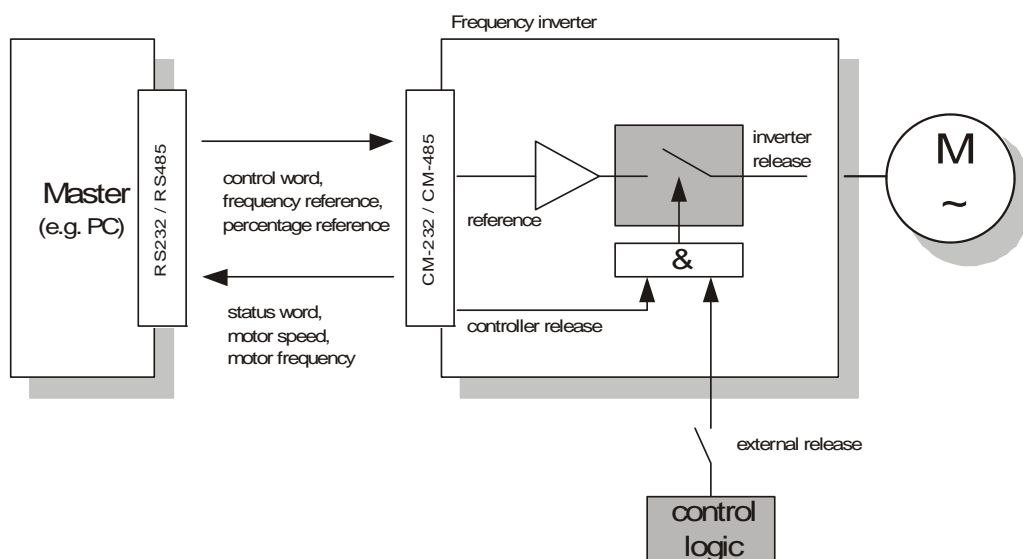 Frequency inverter
Master
(e.g. PC)
RS232 / RS485
control word,
frequency reference,
percentage reference
status word,
motor speed,
motor frequency
CM-232 / CM-485
reference
controller release
&
inverter
release
M
~
external release
control
logic